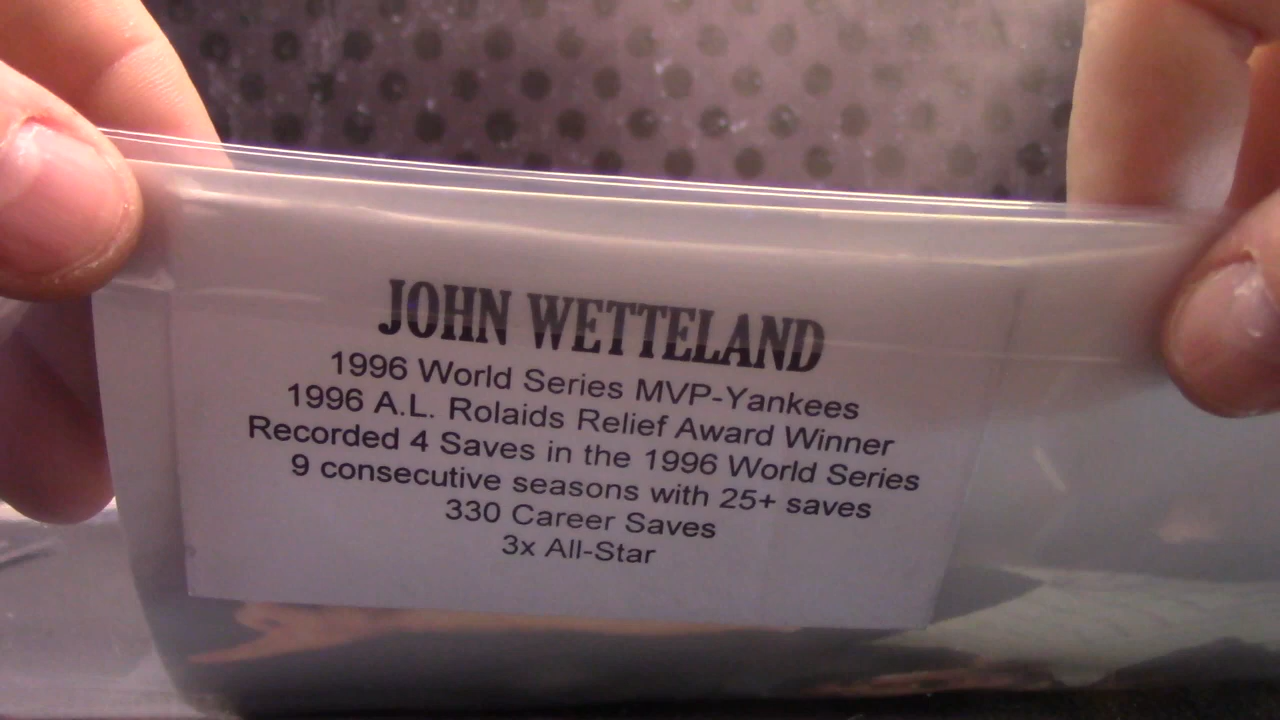 JOHN WETTELAND
1996 World Series MVP-Yankees
1996 A.L. Rolaids Relief Award Winner
Recorded 4 Saves in the 1996 World Series
9 consecutive seasons with 25+ saves
330 Career Saves
3x All-Star